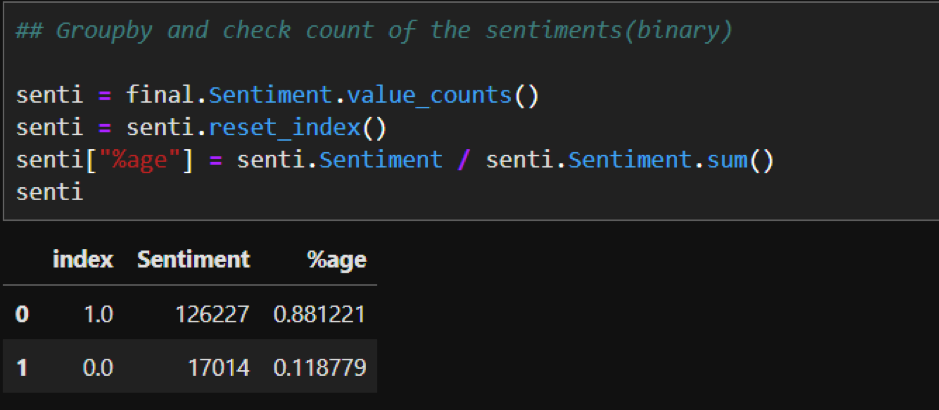 ## Groupby and check count of the sentiments(binary)
senti = final.Sentiment.value_counts()
senti = senti.reset_index()
senti["%age"] = senti.Sentiment / senti.Sentiment.sum()
senti
index Sentiment %age
0 1.0 126227 0.881221
1 0.0 17014 0.118779